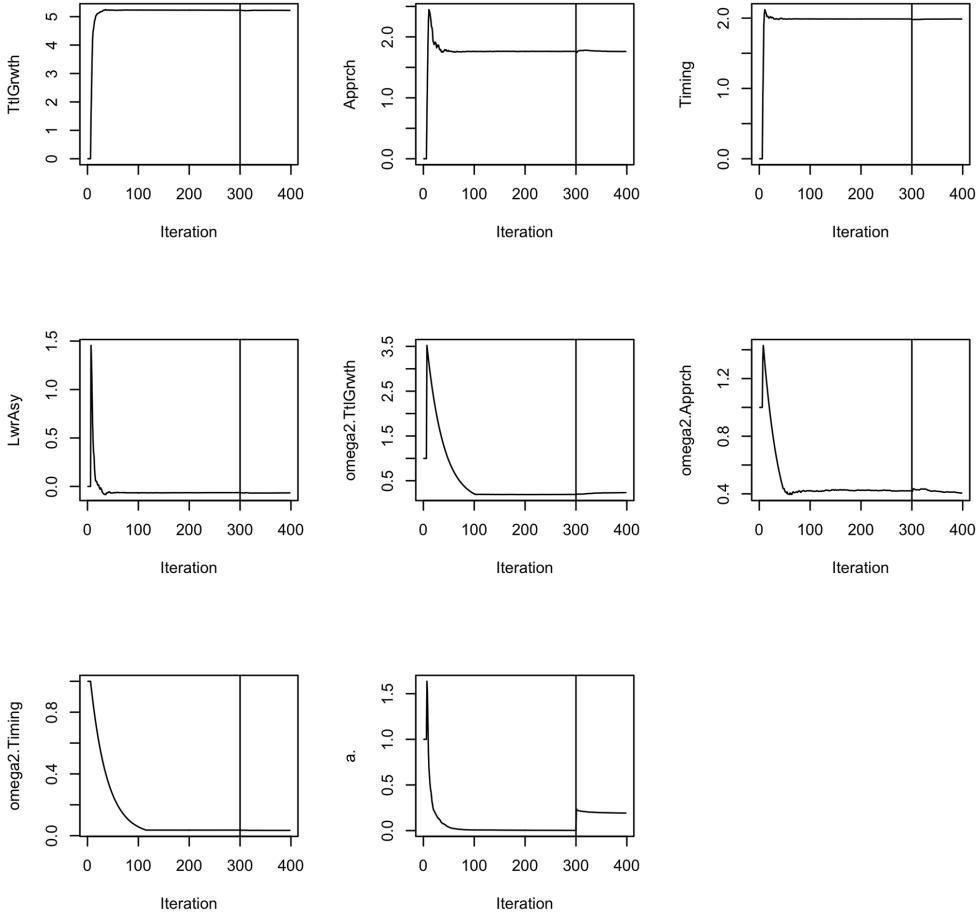 TtlGrwth
0 1 2 3 4 5
0 100 200 300 400
Iteration
Apprch
0.0 1.0 2.0
0 100 200 300 400
Iteration
Timing
0.0 1.0 2.0
0 100 200 300 400
Iteration
LwrAsy
0.0 0.5 1.0 1.5
0 100 200 300 400
Iteration
omega2.TtlGrwth
0.5 1.5 2.5 3.5
0 100 200 300 400
Iteration
omega2.Apprch
0.4 0.8 1.2
0 100 200 300 400
Iteration
omega2.Timing
0.0 0.4 0.8
0 100 200 300 400
Iteration
a.
0.0 0.5 1.0 1.5
0 100 200 300 400
Iteration